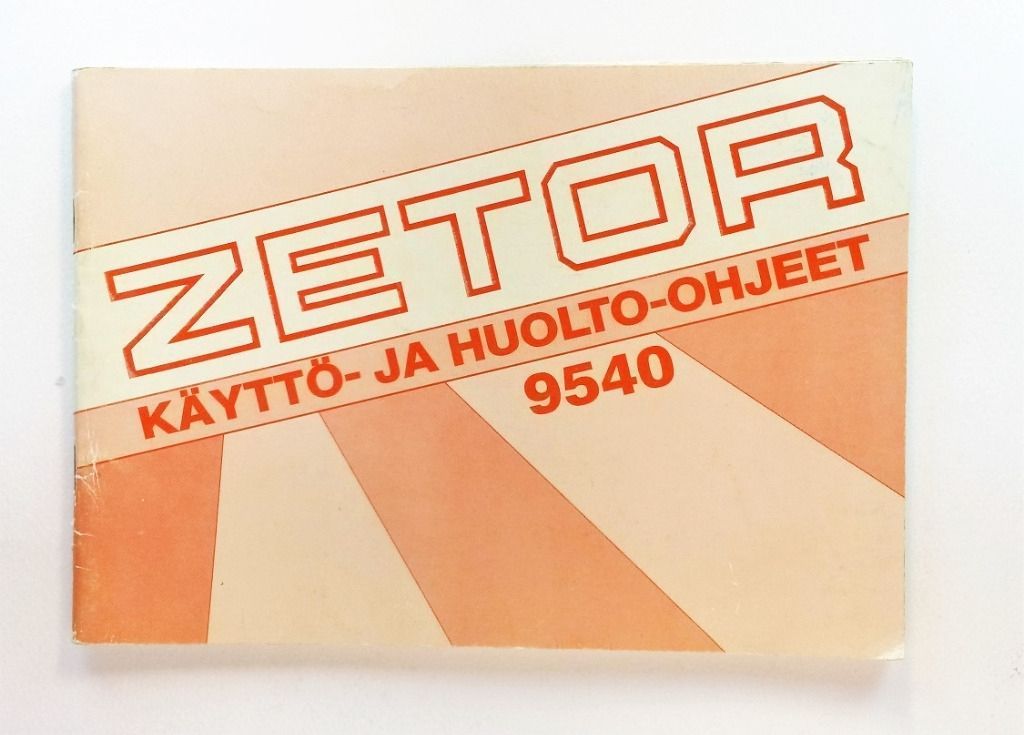 ZETOR
KÄYTTÖ- JA HUOLTO-OHJEET
9540